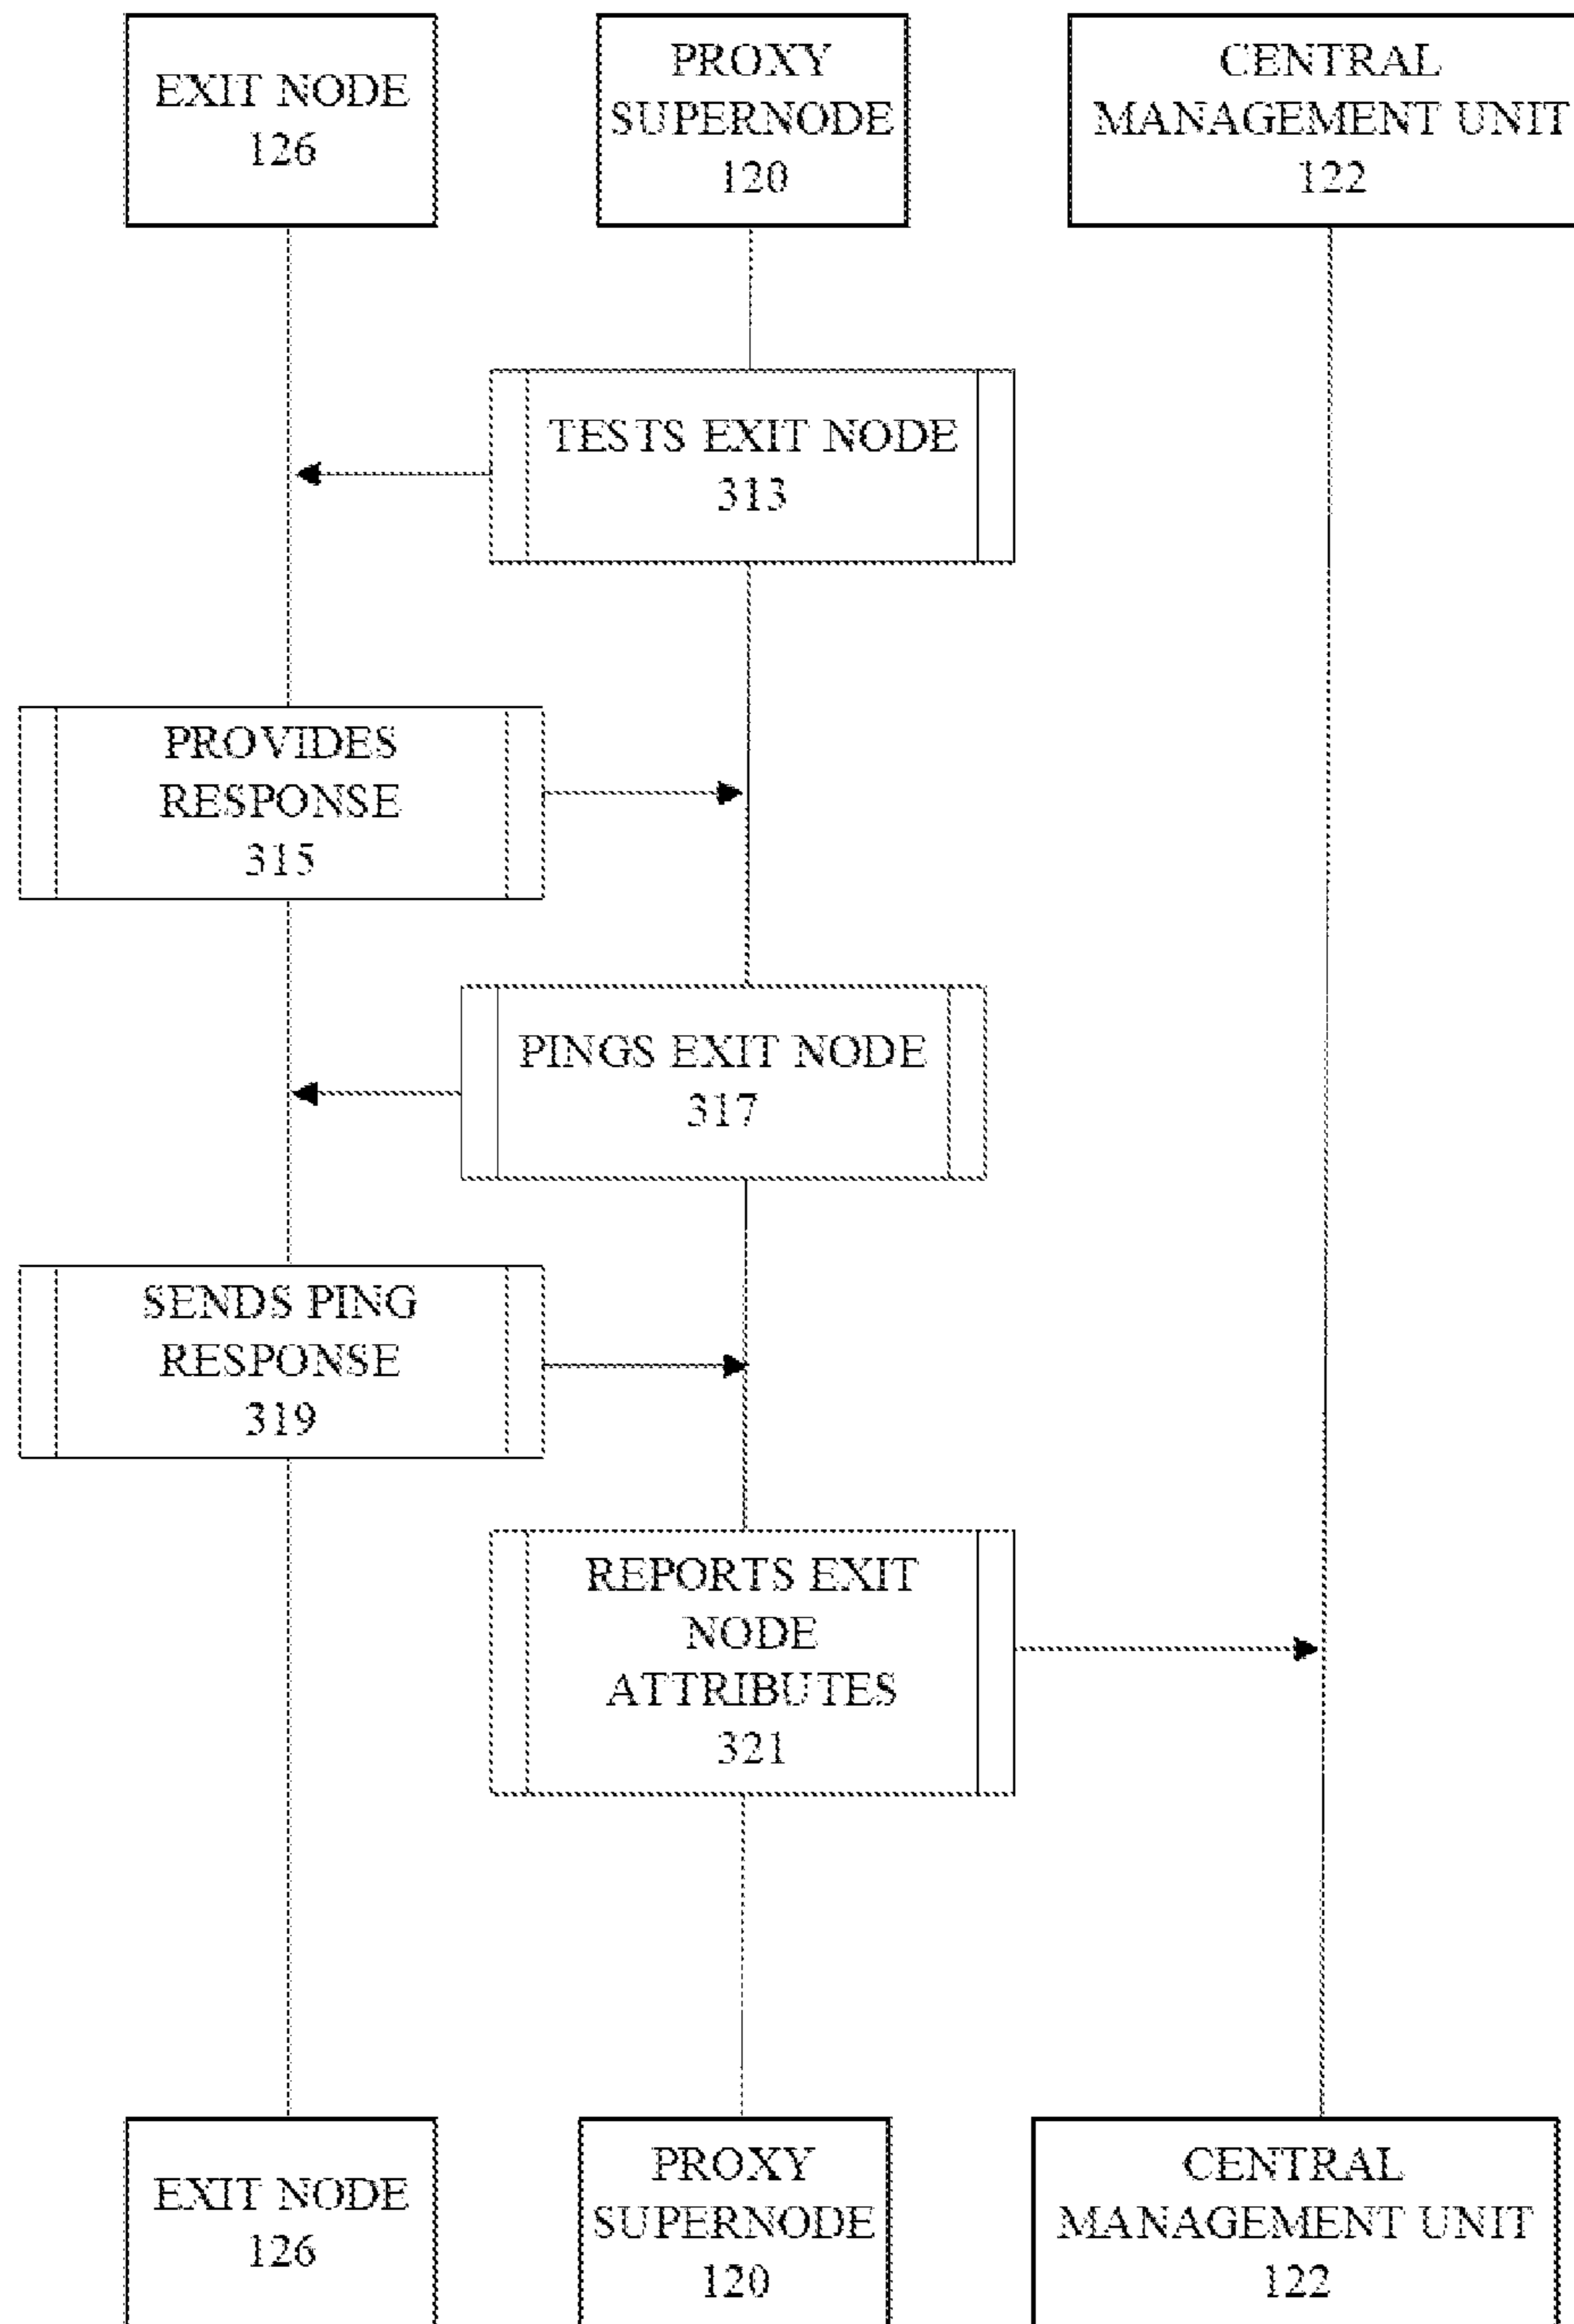 EXIT NODE
126
PROXY
SUPERNODE
120
CENTRAL
MANAGEMENT UNIT
122
TESTS EXIT NODE
313
PROVIDES
RESPONSE
315
PINGS EXIT NODE
317
SENDS PING
RESPONSE
319
REPORTS EXIT
NODE
ATTRIBUTES
321
EXIT NODE
126
PROXY
SUPERNODE
120
CENTRAL
MANAGEMENT UNIT
122